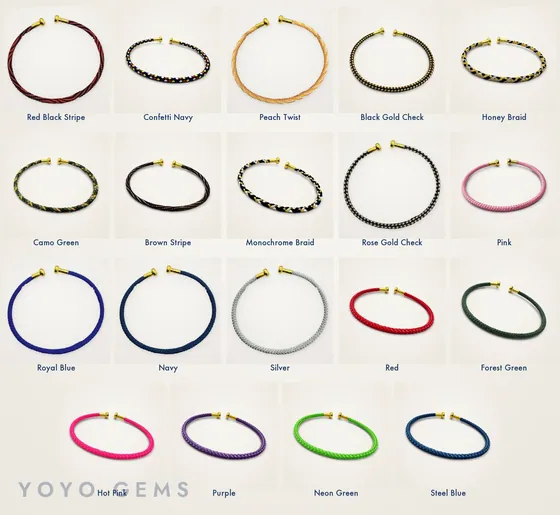 Red Black Stripe
Confetti Navy
Peach Twist
Black Gold Check
Honey Braid
Camo Green
Brown Stripe
Monochrome Braid
Rose Gold Check
Pink
Royal Blue
Navy
Silver
Red
Forest Green
Hot Pink
Purple
Neon Green
Steel Blue
YOYO GEMS